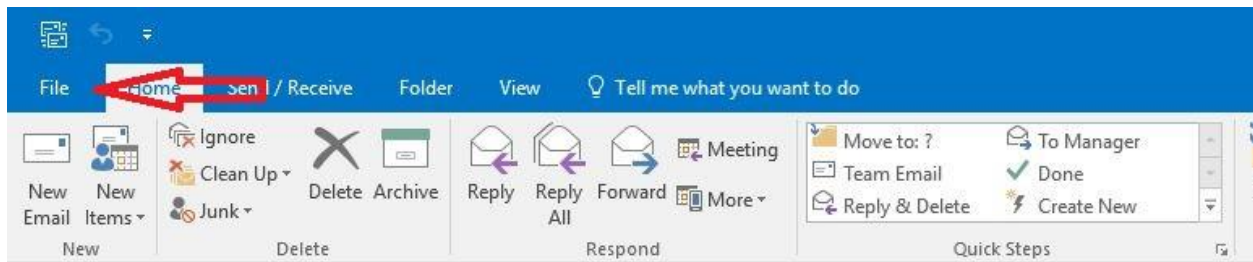 File Home Send / Receive Folder View Tell me what you want to do
Ignore
Clean Up
Junk
New Email
New Items
Delete Archive
Reply
Reply All
Forward
Meeting
More
Move to: ?
Team Email
Reply & Delete
To Manager
Done
Create New
New Delete Respond Quick Steps